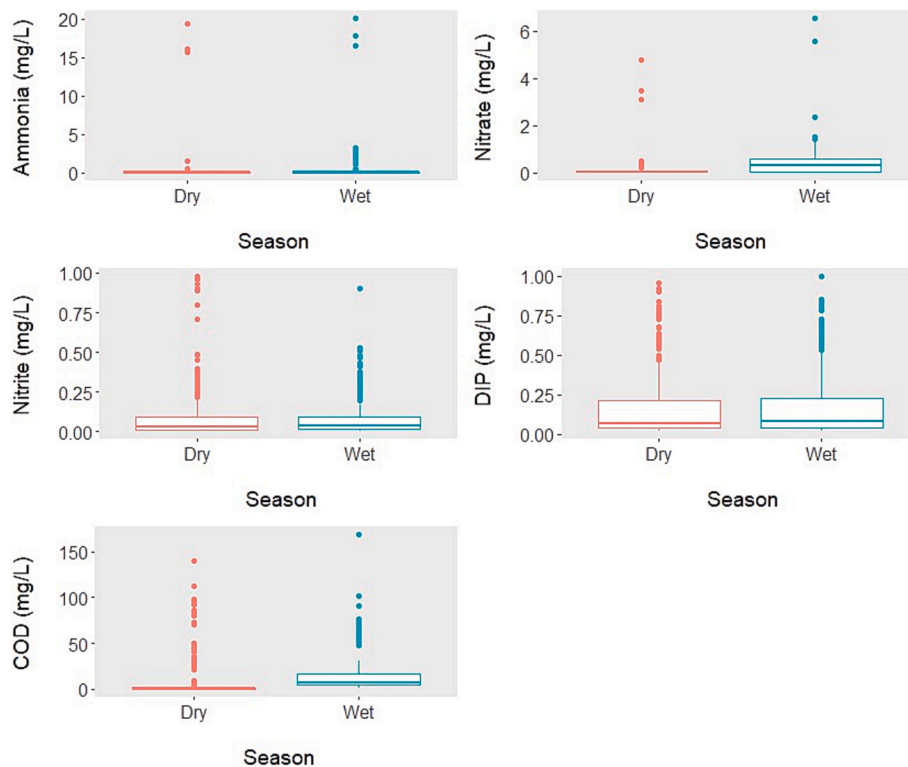 Ammonia (mg/L)
20
15
10
5
0
Dry
Wet
Season
Nitrate (mg/L)
6
4
2
0
Dry
Wet
Season
Nitrite (mg/L)
1.00
0.75
0.50
0.25
0.00
Dry
Wet
Season
DIP (mg/L)
1.00
0.75
0.50
0.25
0.00
Dry
Wet
Season
COD (mg/L)
150
100
50
0
Dry
Wet
Season